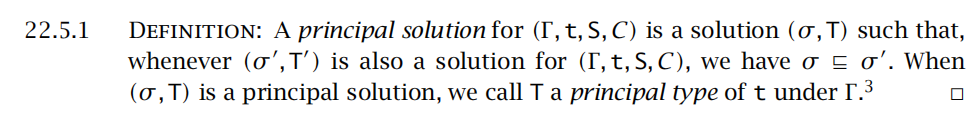 22.5.1 DEFINITION: A principal solution for (Γ, t, S, C) is a solution (σ, T) such that,
whenever (σ′, T′) is also a solution for (Γ, t, S, C), we have σ ⊑ σ′. When
(σ, T) is a principal solution, we call T a principal type of t under Γ.³ □